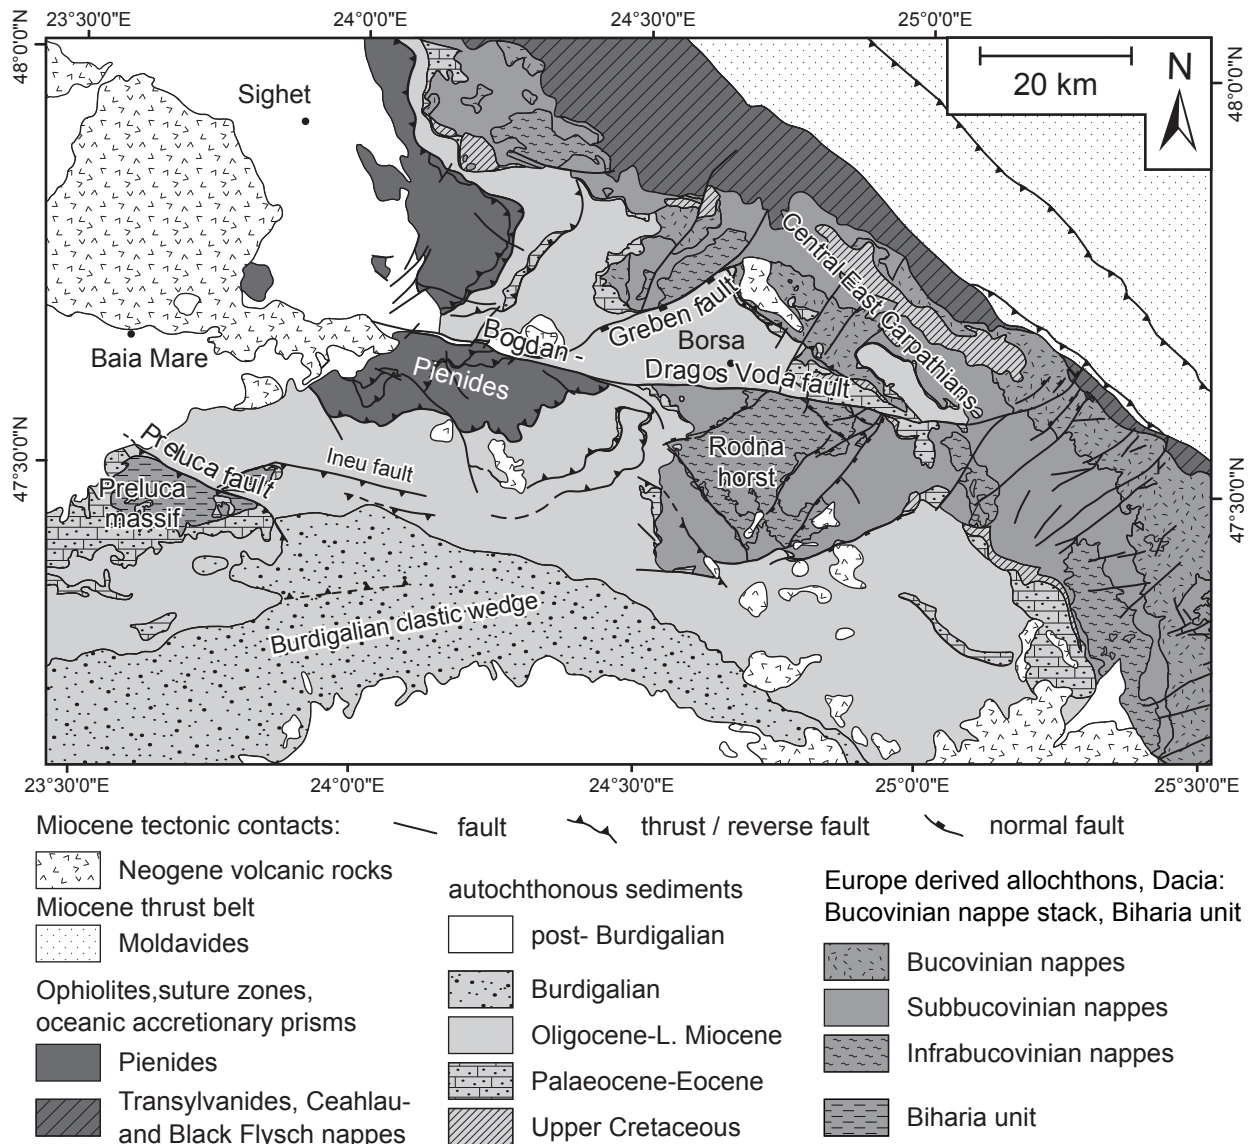 23°30'0"E
24°0'0"E
24°30'0"E
25°0'0"E
48°0'0"N
48°0'0"N
20 km
N
Sighet
Baia Mare
Central East Carpathians
Greben fault
Bogdan -
Dragos Voda fault
Borsa
Pienides
Rodna
horst
Preluca fault
Ineu fault
Preluca
massif
Burdigalian clastic wedge
47°30'0"N
47°30'0"N
23°30'0"E
24°0'0"E
24°30'0"E
25°0'0"E
25°30'0"E
Miocene tectonic contacts:
fault
thrust / reverse fault
normal fault
Neogene volcanic rocks
Miocene thrust belt
Moldavides
Ophiolites,suture zones,
oceanic accretionary prisms
Pienides
Transylvanides, Ceahlau-
and Black Flysch nappes
autochthonous sediments
post- Burdigalian
Burdigalian
Oligocene-L. Miocene
Palaeocene-Eocene
Upper Cretaceous
Europe derived allochthons, Dacia:
Bucovinian nappe stack, Biharia unit
Bucovinian nappes
Subbucovinian nappes
Infrabucovinian nappes
Biharia unit